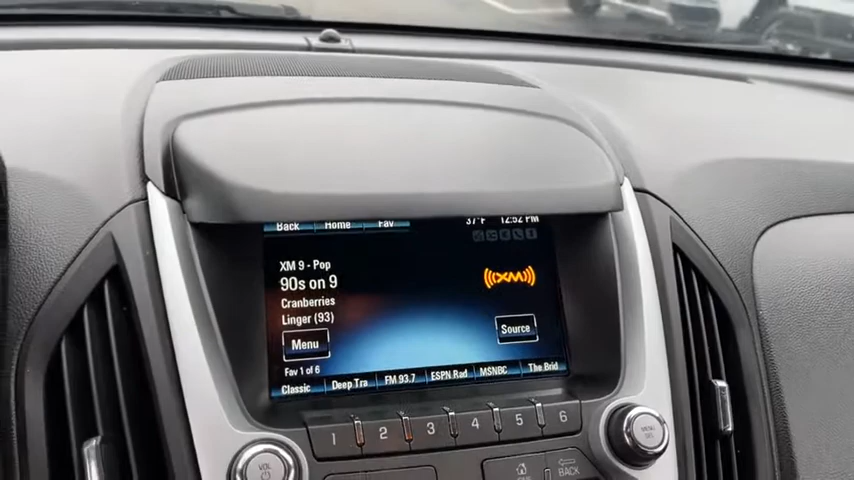 Back Home Fav 37°F 12:52 PM
XM 9 - Pop
90s on 9
XM
Cranberries
Linger (93)
Menu
Source
Fav 1 of 6
Classic Deep Tra FM 93.7 ESPN Rad MSNBC The Brid
1 2 3 4 5 6
VOL
MENU
BACK